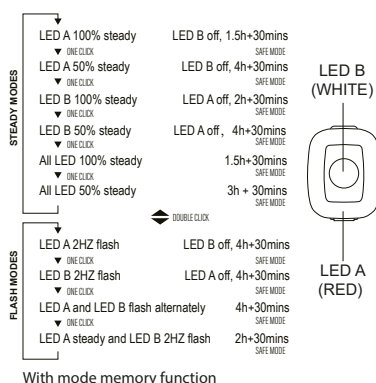 STEADY MODES
LED A 100% steady LED B off, 1.5h+30mins
ONE CLICK SAFE MODE
LED A 50% steady LED B off, 4h+30mins
ONE CLICK SAFE MODE
LED B 100% steady LED A off, 2h+30mins
ONE CLICK SAFE MODE
LED B 50% steady LED A off, 4h+30mins
ONE CLICK SAFE MODE
All LED 100% steady 1.5h+30mins
ONE CLICK SAFE MODE
All LED 50% steady 3h + 30mins
SAFE MODE
DOUBLE CLICK
FLASH MODES
LED A 2HZ flash LED B off, 4h+30mins
ONE CLICK SAFE MODE
LED B 2HZ flash LED A off, 4h+30mins
ONE CLICK SAFE MODE
LED A and LED B flash alternately 4h+30mins
ONE CLICK SAFE MODE
LED A steady and LED B 2HZ flash 2h+30mins
SAFE MODE
With mode memory function
LED B
(WHITE)
LED A
(RED)